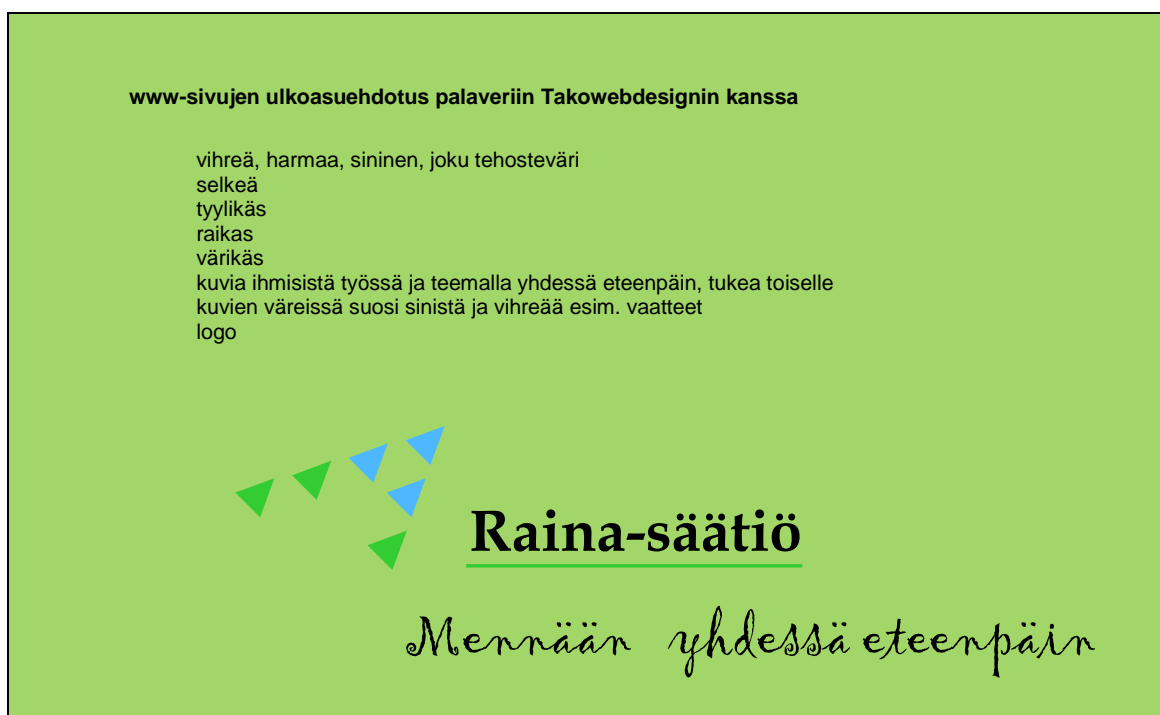 www-sivujen ulkoasuehdotus palaveriin Takowebdesignin kanssa
vihreä, harmaa, sininen, joku tehosteväri
selkeä
tyylikäs
raikas
värikäs
kuvia ihmisistä työssä ja teemalla yhdessä eteenpäin, tukea toiselle
kuvien väreissä suosi sinistä ja vihreää esim. vaatteet
logo
Raina-säätiö
Mennään yhdessä eteenpäin